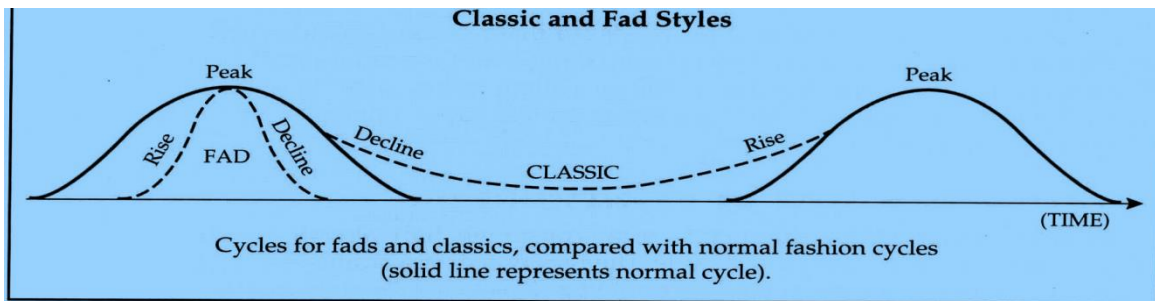 Classic and Fad Styles
Peak
Peak
Rise
Decline
FAD
Decline
Rise
CLASSIC
(TIME)
Cycles for fads and classics, compared with normal fashion cycles
(solid line represents normal cycle).